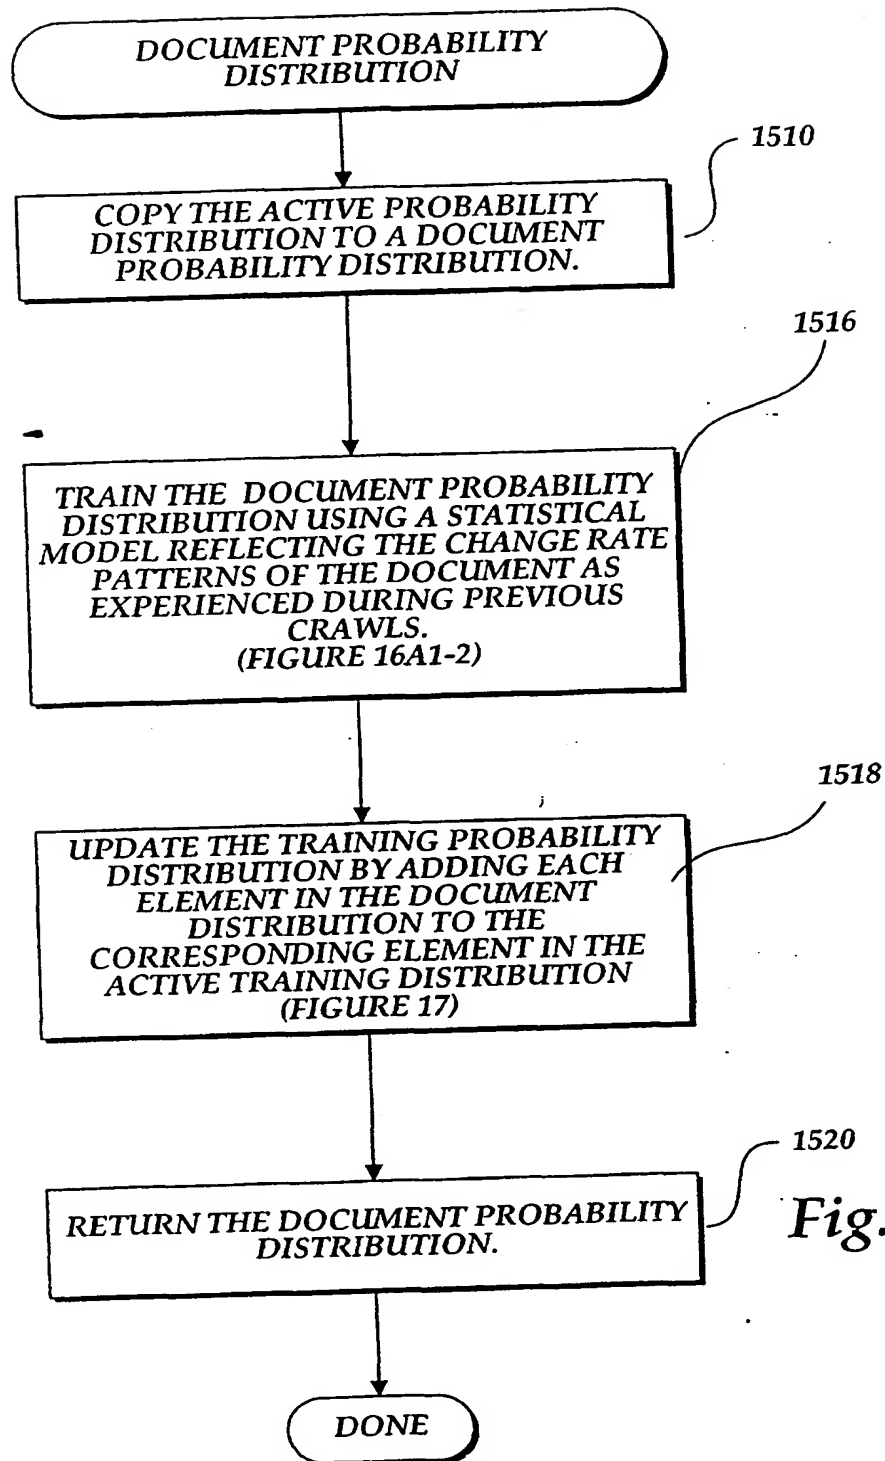 DOCUMENT PROBABILITY
DISTRIBUTION
1510
COPY THE ACTIVE PROBABILITY
DISTRIBUTION TO A DOCUMENT
PROBABILITY DISTRIBUTION.
1516
TRAIN THE DOCUMENT PROBABILITY
DISTRIBUTION USING A STATISTICAL
MODEL REFLECTING THE CHANGE RATE
PATTERNS OF THE DOCUMENT AS
EXPERIENCED DURING PREVIOUS
CRAWLS.
(FIGURE 16A1-2)
1518
UPDATE THE TRAINING PROBABILITY
DISTRIBUTION BY ADDING EACH
ELEMENT IN THE DOCUMENT
DISTRIBUTION TO THE
CORRESPONDING ELEMENT IN THE
ACTIVE TRAINING DISTRIBUTION
(FIGURE 17)
1520
RETURN THE DOCUMENT PROBABILITY
DISTRIBUTION.
Fig.
DONE